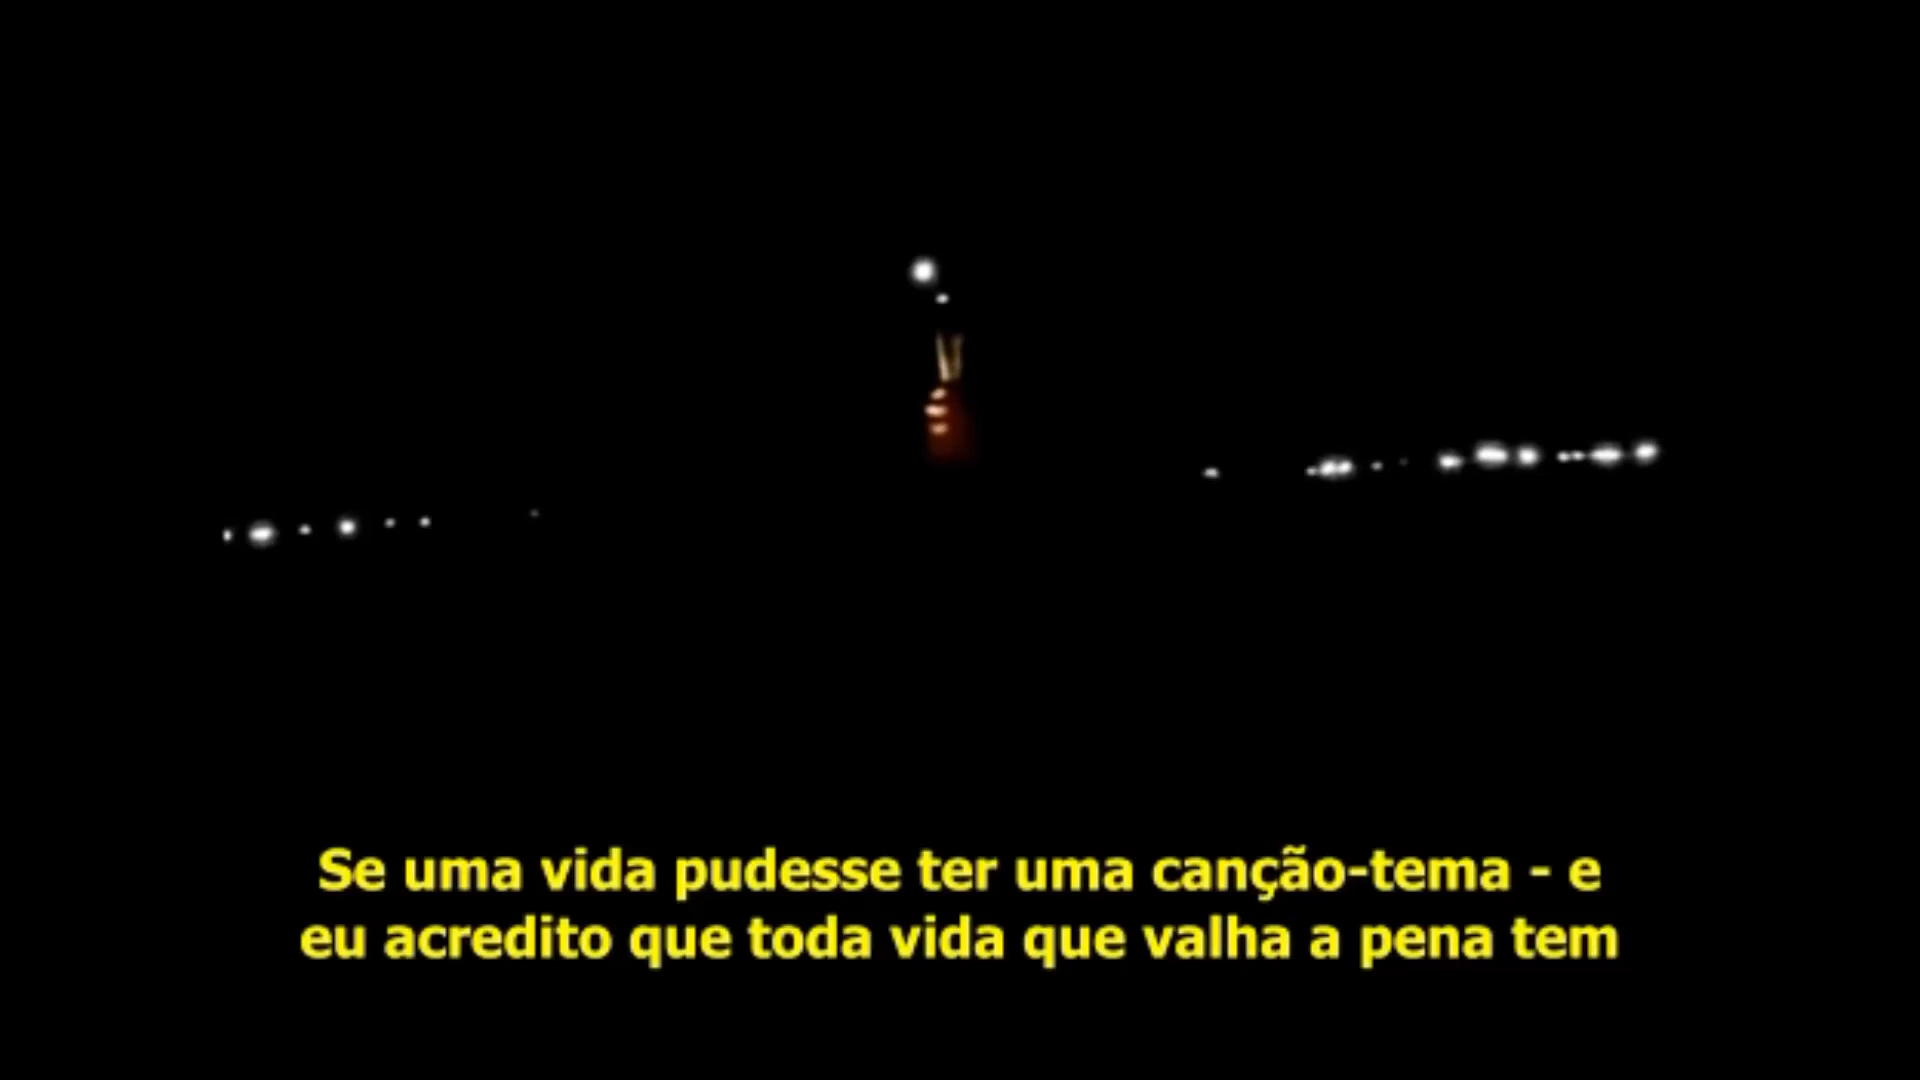 Se uma vida pudesse ter uma canção-tema - e
eu acredito que toda vida que valha a pena tem